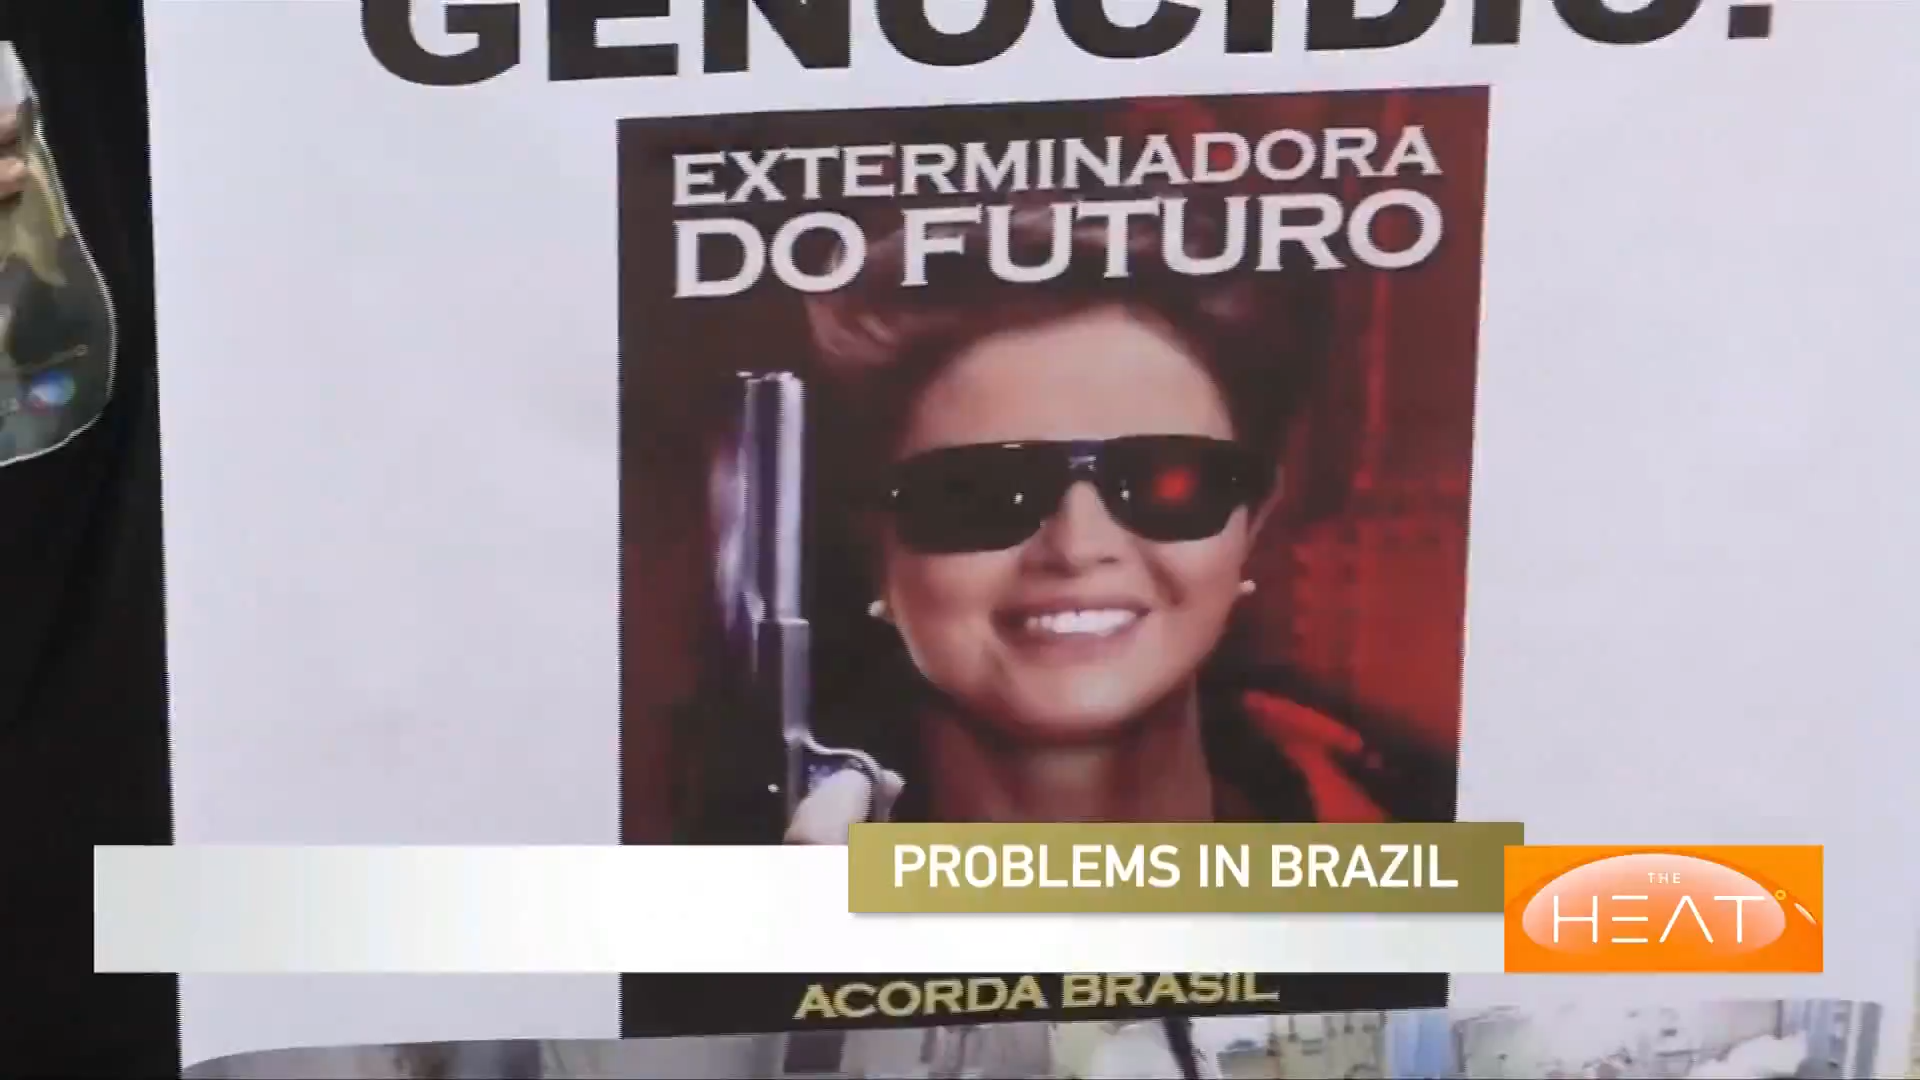 GENOCÍDIO!
EXTERMINADORA
DO FUTURO
PROBLEMS IN BRAZIL
THE
HEAT
ACORDA BRASIL